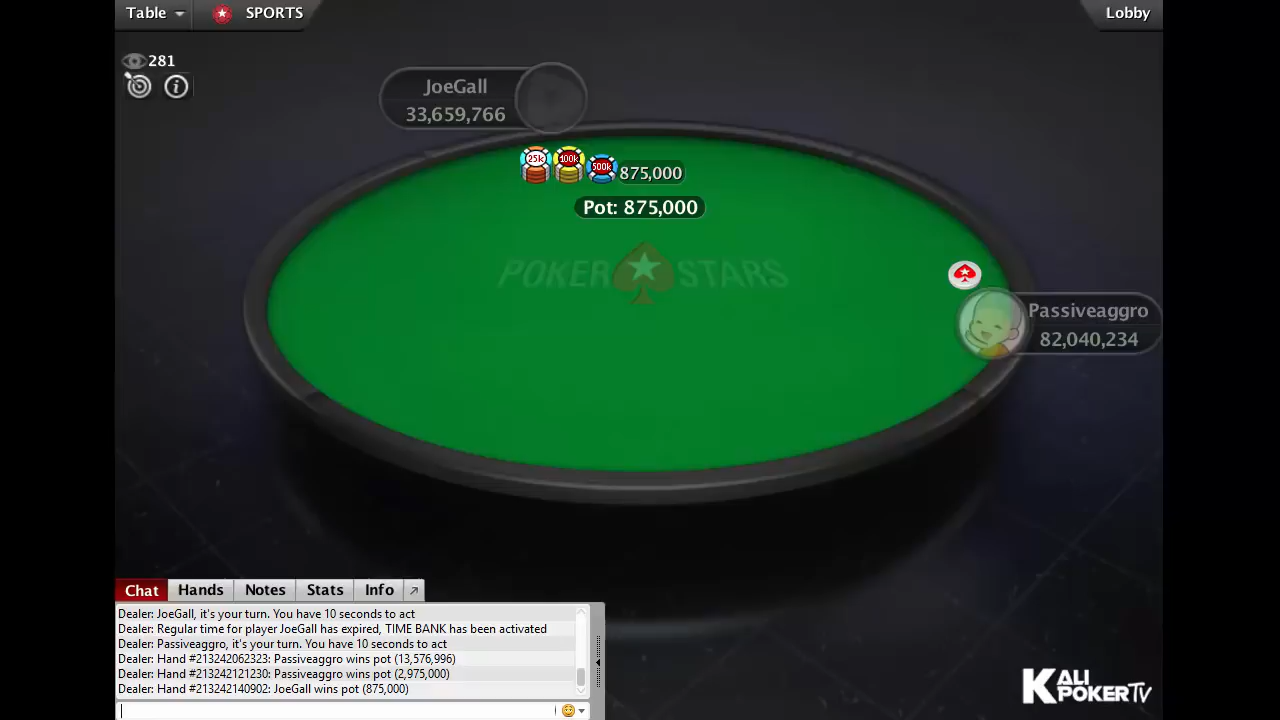 Table
SPORTS
Lobby
281
JoeGall
33,659,766
25k 100k 500k 875,000
Pot: 875,000
POKER STARS
Passiveaggro
82,040,234
Chat Hands Notes Stats Info
Dealer: JoeGall, it's your turn. You have 10 seconds to act
Dealer: Regular time for player JoeGall has expired, TIME BANK has been activated
Dealer: Passiveaggro, it's your turn. You have 10 seconds to act
Dealer: Hand #213242062323: Passiveaggro wins pot (13,576,996)
Dealer: Hand #213242121230: Passiveaggro wins pot (2,975,000)
Dealer: Hand #213242140902: JoeGall wins pot (875,000)
KALI
POKER TV